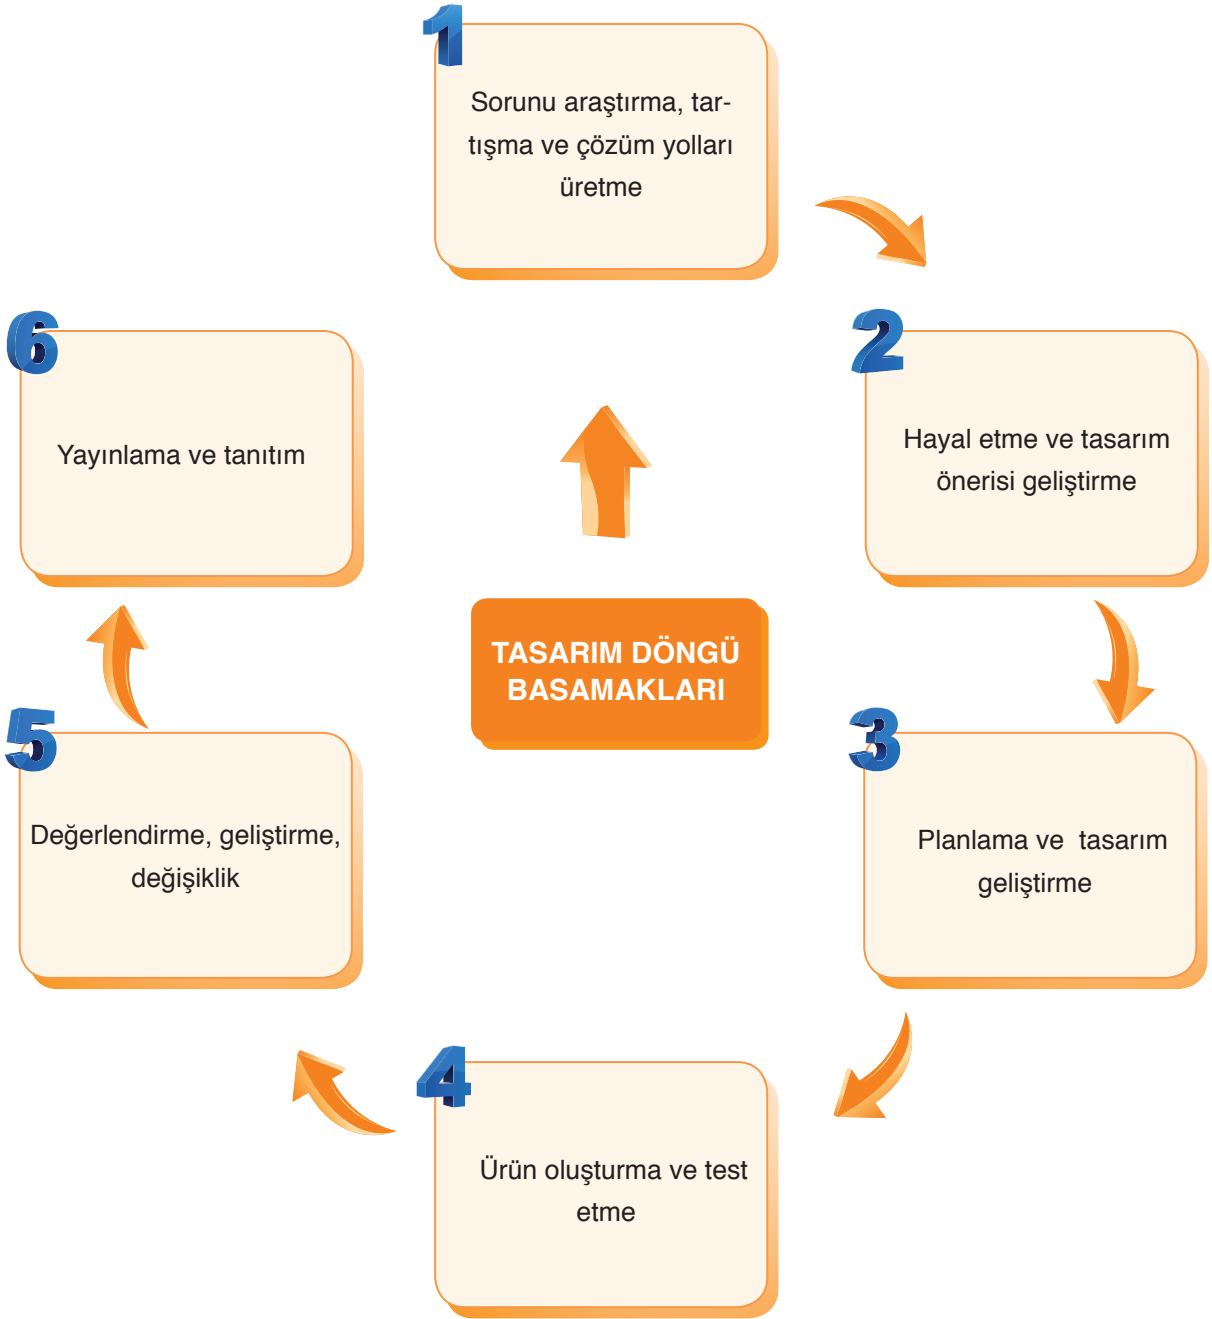 1
Sorunu araştırma, tar-
tışma ve çözüm yolları
üretme
2
Hayal etme ve tasarım
önerisi geliştirme
3
Planlama ve  tasarım
geliştirme
4
Ürün oluşturma ve test
etme
5
Değerlendirme, geliştirme,
değişiklik
6
Yayınlama ve tanıtım
TASARIM DÖNGÜ
BASAMAKLARI